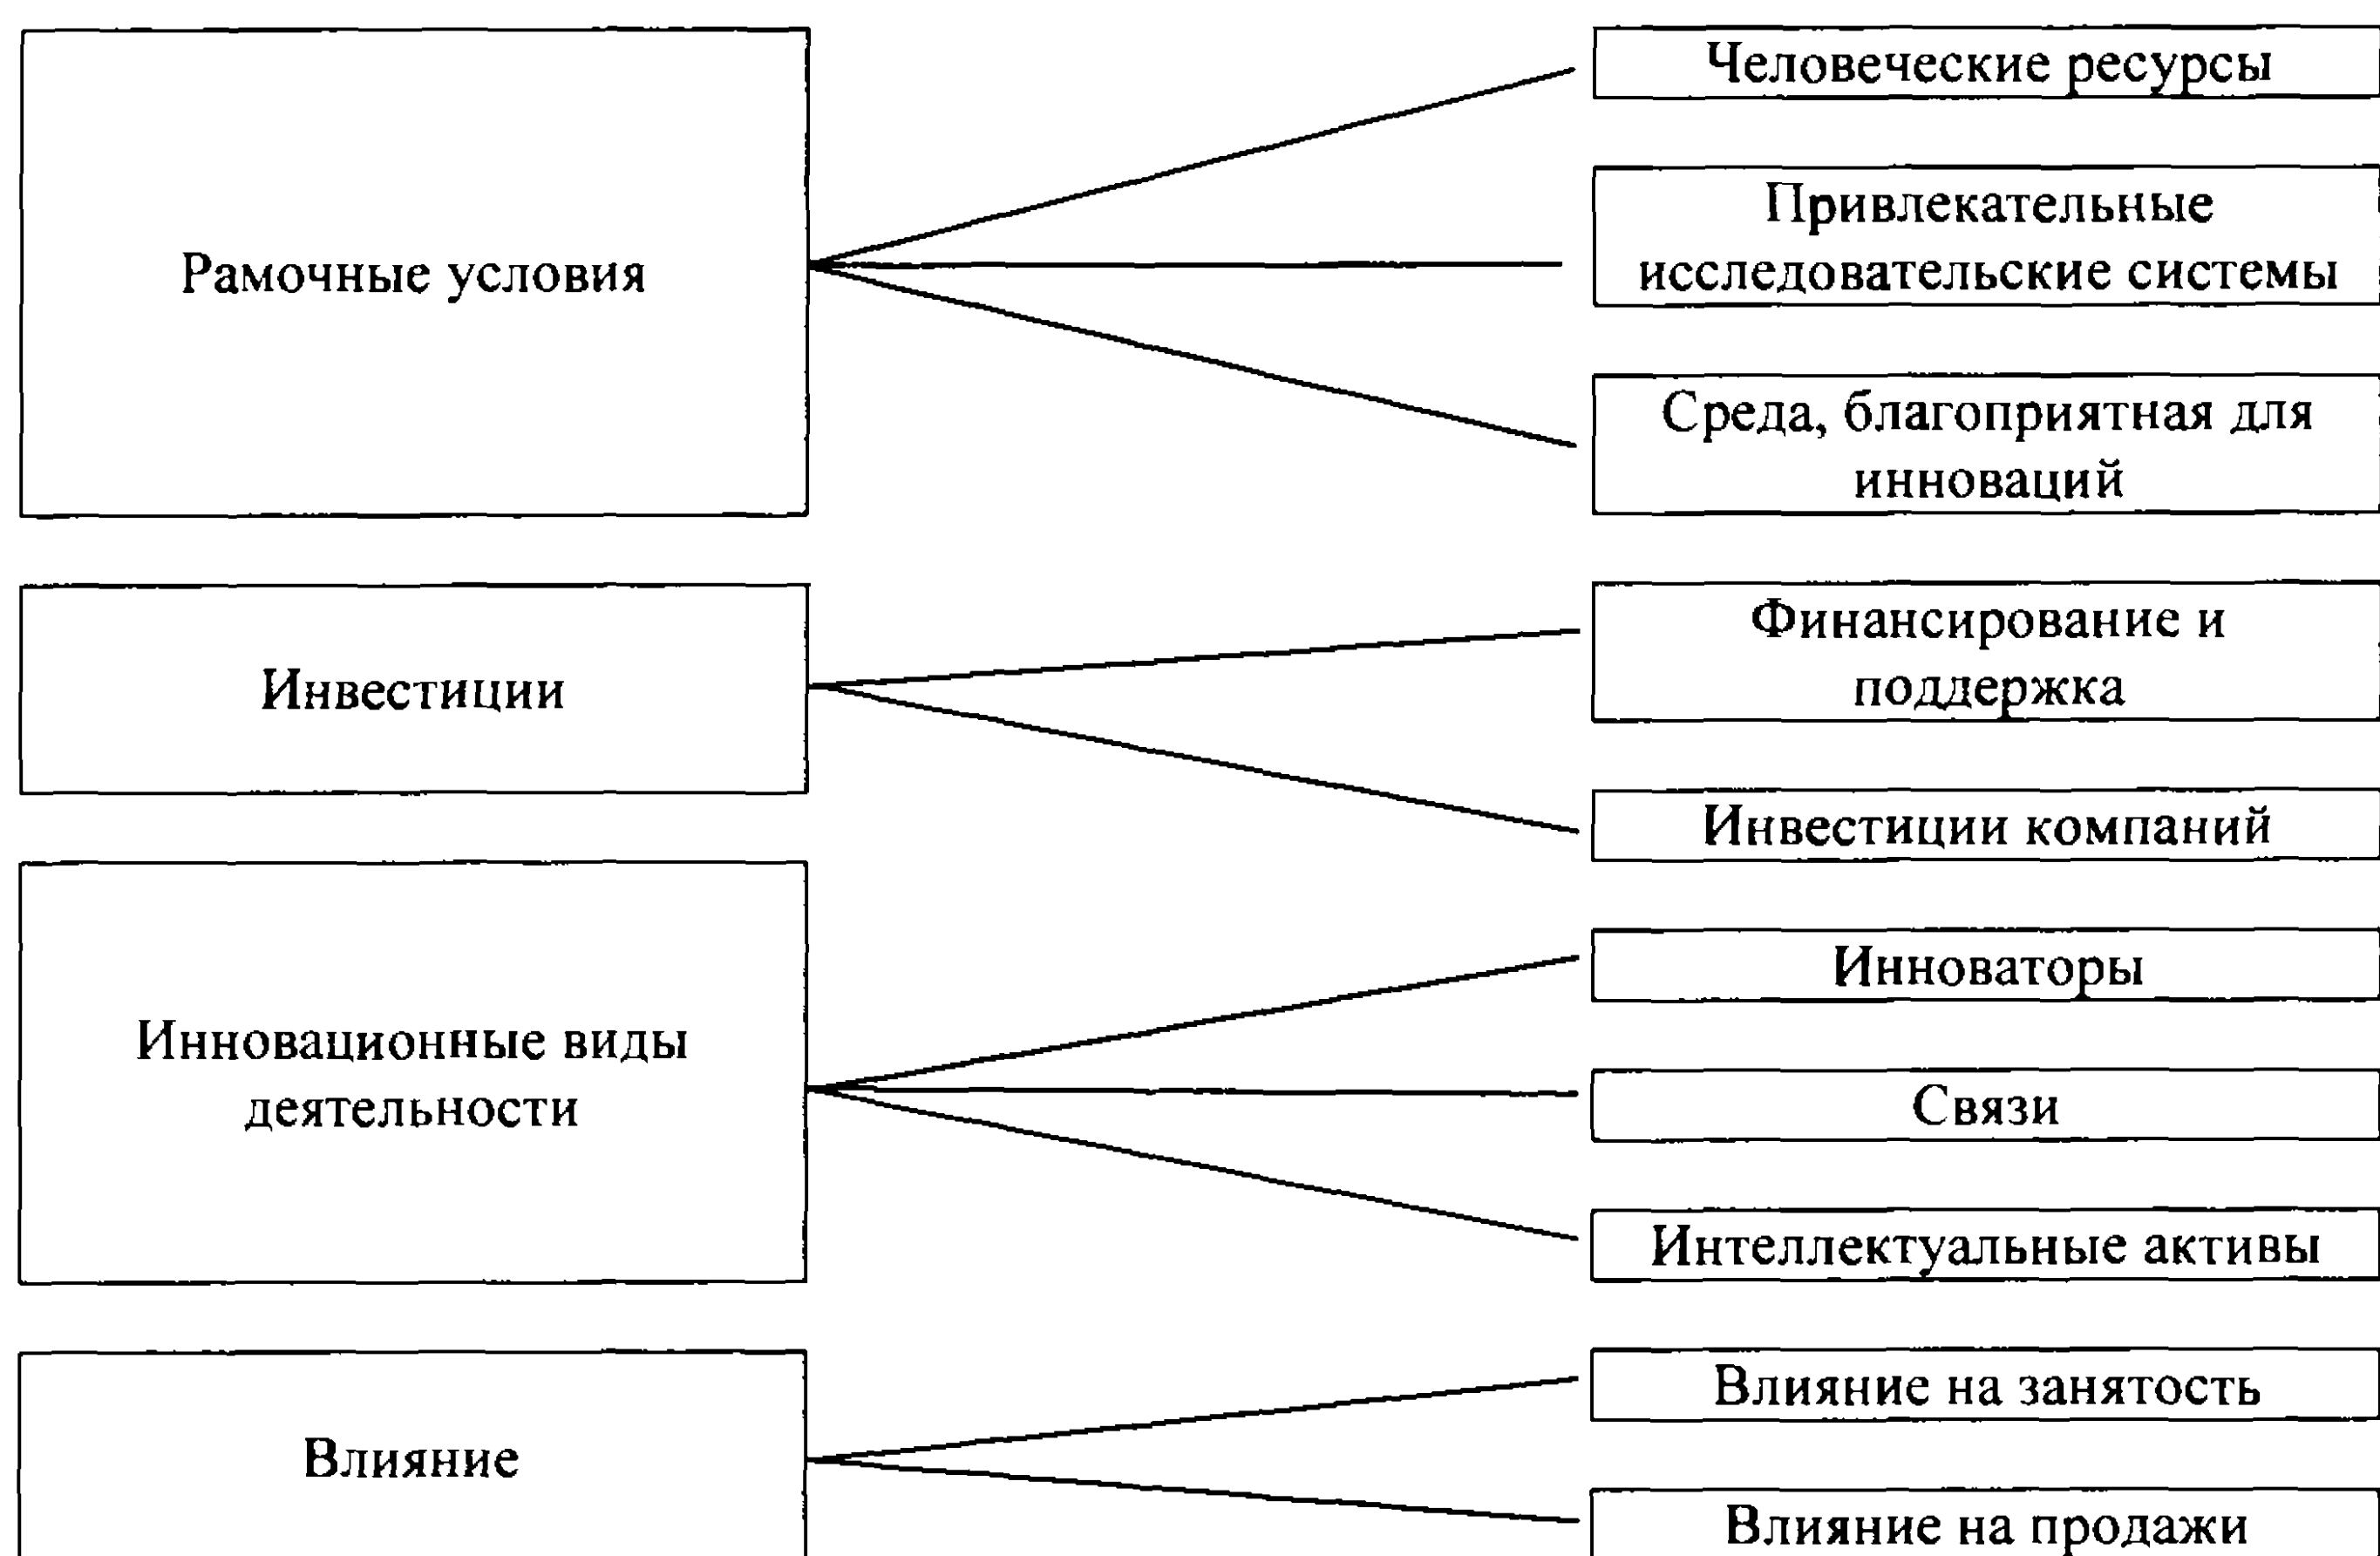 Рамочные условия
Человеческие ресурсы
Привлекательные
исследовательские системы
Среда, благоприятная для
инноваций
Инвестиции
Финансирование и
поддержка
Инвестиции компаний
Инновационные виды
деятельности
Инноваторы
Связи
Интеллектуальные активы
Влияние
Влияние на занятость
Влияние на продажи